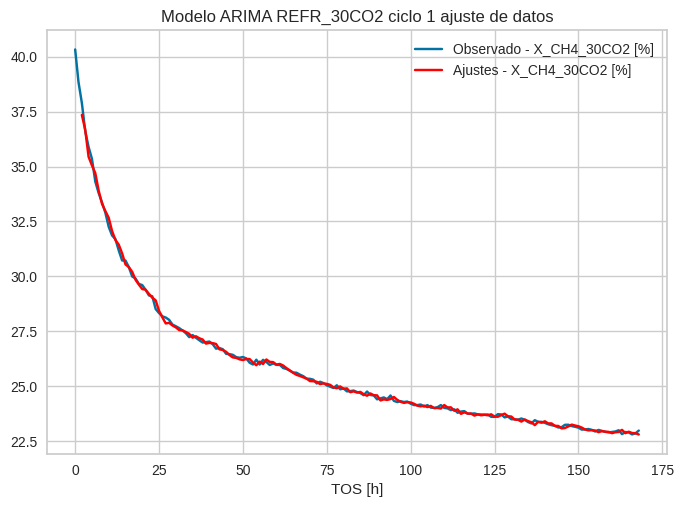 Modelo ARIMA REFR_30CO2 ciclo 1 ajuste de datos
Observado - X_CH4_30CO2 [%]
Ajustes - X_CH4_30CO2 [%]
40.0
37.5
35.0
32.5
30.0
27.5
25.0
22.5
0 25 50 75 100 125 150 175
TOS [h]